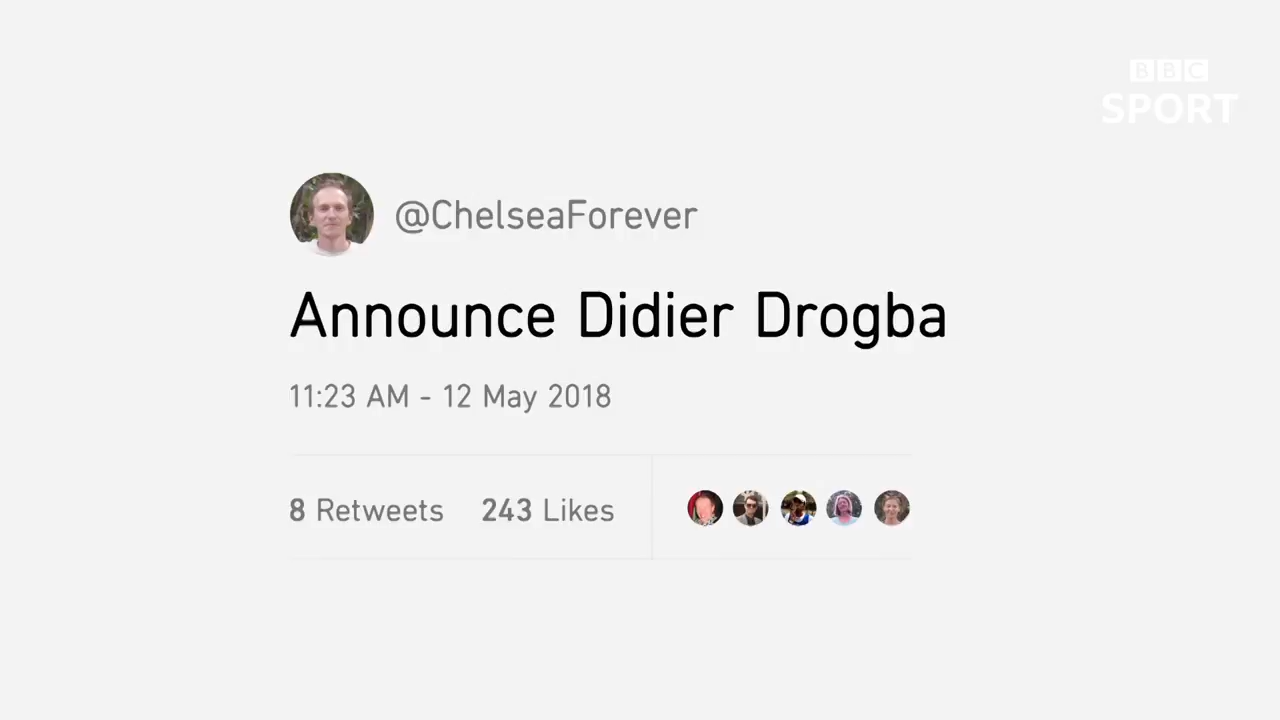 BBC
SPORT
@ChelseaForever
Announce Didier Drogba
11:23 AM - 12 May 2018
8 Retweets 243 Likes